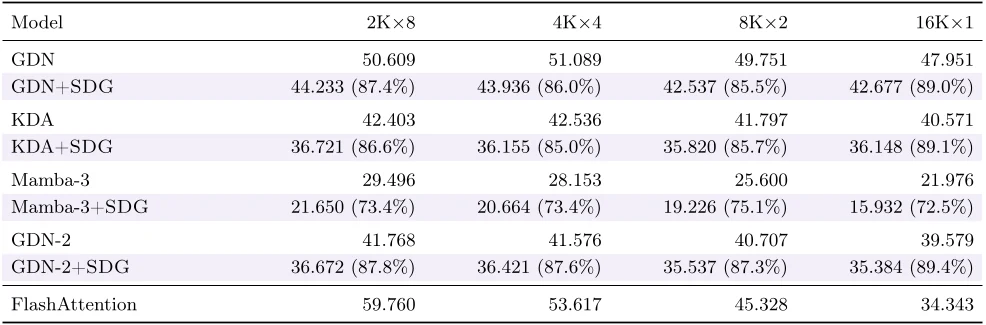 Model 2K×8 4K×4 8K×2 16K×1
GDN 50.609 51.089 49.751 47.951
GDN+SDG 44.233 (87.4%) 43.936 (86.0%) 42.537 (85.5%) 42.677 (89.0%)
KDA 42.403 42.536 41.797 40.571
KDA+SDG 36.721 (86.6%) 36.155 (85.0%) 35.820 (85.7%) 36.148 (89.1%)
Mamba-3 29.496 28.153 25.600 21.976
Mamba-3+SDG 21.650 (73.4%) 20.664 (73.4%) 19.226 (75.1%) 15.932 (72.5%)
GDN-2 41.768 41.576 40.707 39.579
GDN-2+SDG 36.672 (87.8%) 36.421 (87.6%) 35.537 (87.3%) 35.384 (89.4%)
FlashAttention 59.760 53.617 45.328 34.343